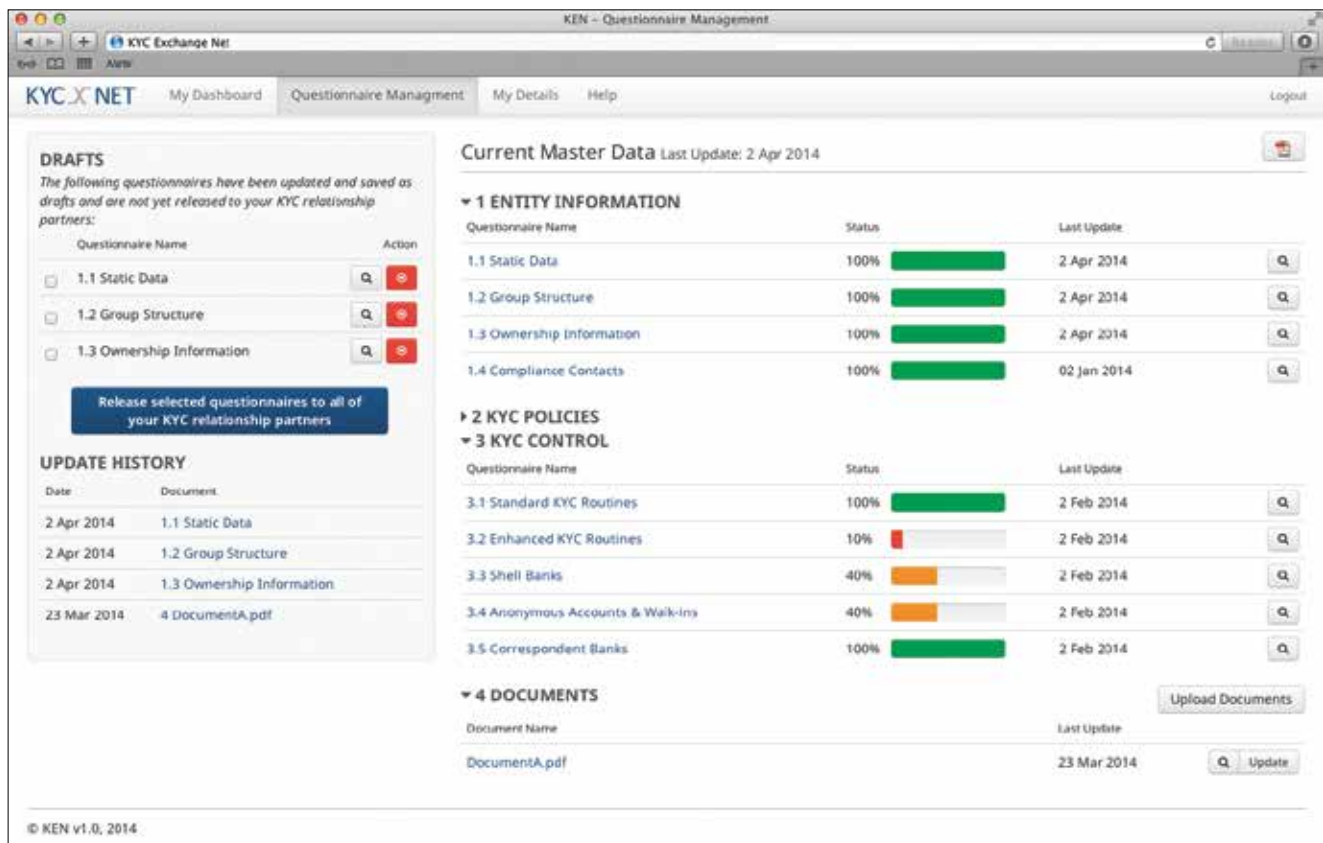 KEN – Questionnaire Management
KYC Exchange Net
KYC X NET My Dashboard Questionnaire Managment My Details Help Logout
DRAFTS
The following questionnaires have been updated and saved as
drafts and are not yet released to your KYC relationship
partners:
Questionnaire Name Action
1.1 Static Data
1.2 Group Structure
1.3 Ownership Information
Release selected questionnaires to all of
your KYC relationship partners
UPDATE HISTORY
Date Document
2 Apr 2014 1.1 Static Data
2 Apr 2014 1.2 Group Structure
2 Apr 2014 1.3 Ownership Information
23 Mar 2014 4 DocumentA.pdf
Current Master Data Last Update: 2 Apr 2014
1 ENTITY INFORMATION
Questionnaire Name Status Last Update
1.1 Static Data 100% 2 Apr 2014
1.2 Group Structure 100% 2 Apr 2014
1.3 Ownership Information 100% 2 Apr 2014
1.4 Compliance Contacts 100% 02 Jan 2014
2 KYC POLICIES
3 KYC CONTROL
Questionnaire Name Status Last Update
3.1 Standard KYC Routines 100% 2 Feb 2014
3.2 Enhanced KYC Routines 10% 2 Feb 2014
3.3 Shell Banks 40% 2 Feb 2014
3.4 Anonymous Accounts & Walk-ins 40% 2 Feb 2014
3.5 Correspondent Banks 100% 2 Feb 2014
4 DOCUMENTS Upload Documents
Document Name Last Update
DocumentA.pdf 23 Mar 2014 Update
© KEN v1.0, 2014